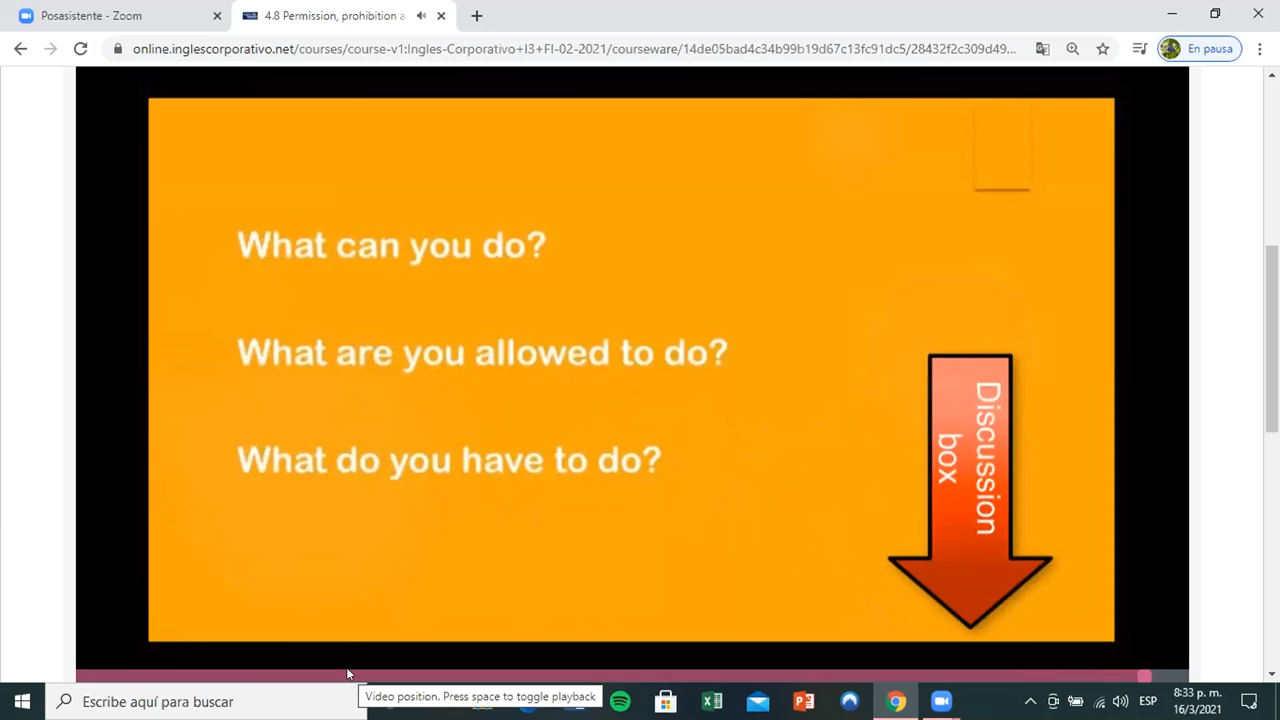 Posasistente - Zoom
4.8 Permission, prohibition a
online.inglescorporativo.net/courses/course-v1:Ingles-Corporativo+I3+FI-02-2021/courseware/14de05bad4c34b99b19d67c13fc91dc5/28432f2c309d49...
En pausa
What can you do?
What are you allowed to do?
What do you have to do?
Discussion
box
Video position. Press space to toggle playback
Escribe aquí para buscar
ESP
8:33 p. m.
16/3/2021